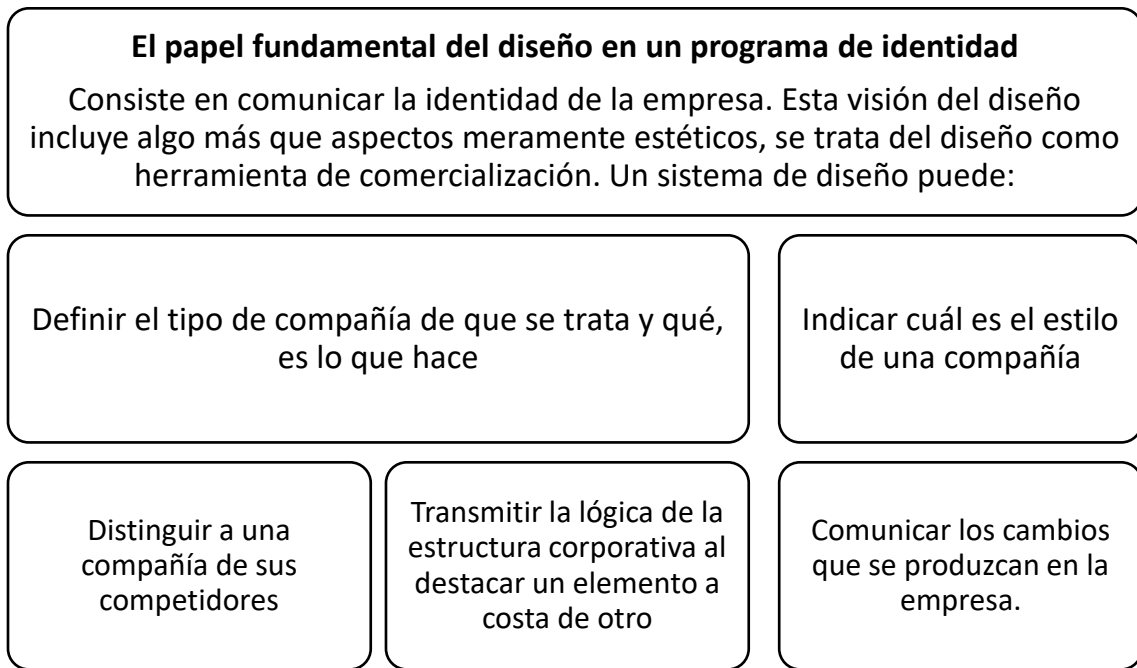 El papel fundamental del diseño en un programa de identidad
Consiste en comunicar la identidad de la empresa. Esta visión del diseño
incluye algo más que aspectos meramente estéticos, se trata del diseño como
herramienta de comercialización. Un sistema de diseño puede:
Definir el tipo de compañía de que se trata y qué,
es lo que hace
Indicar cuál es el estilo
de una compañía
Distinguir a una
compañía de sus
competidores
Transmitir la lógica de la
estructura corporativa al
destacar un elemento a
costa de otro
Comunicar los cambios
que se produzcan en la
empresa.